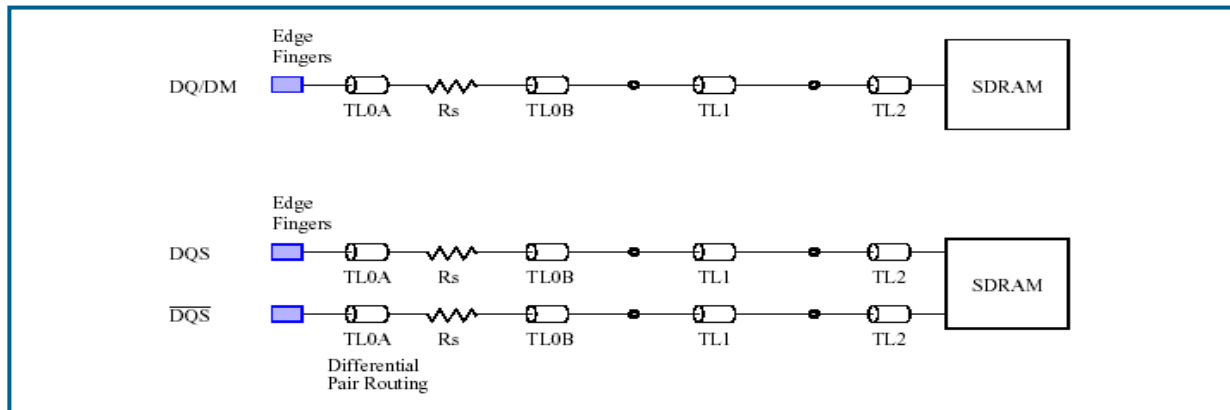 Edge
Fingers
DQ/DM
SDRAM
TL0A Rs TL0B TL1 TL2
Edge
Fingers
DQS
TL0A Rs TL0B TL1 TL2
SDRAM
DQS
TL0A Rs TL0B TL1 TL2
Differential
Pair Routing